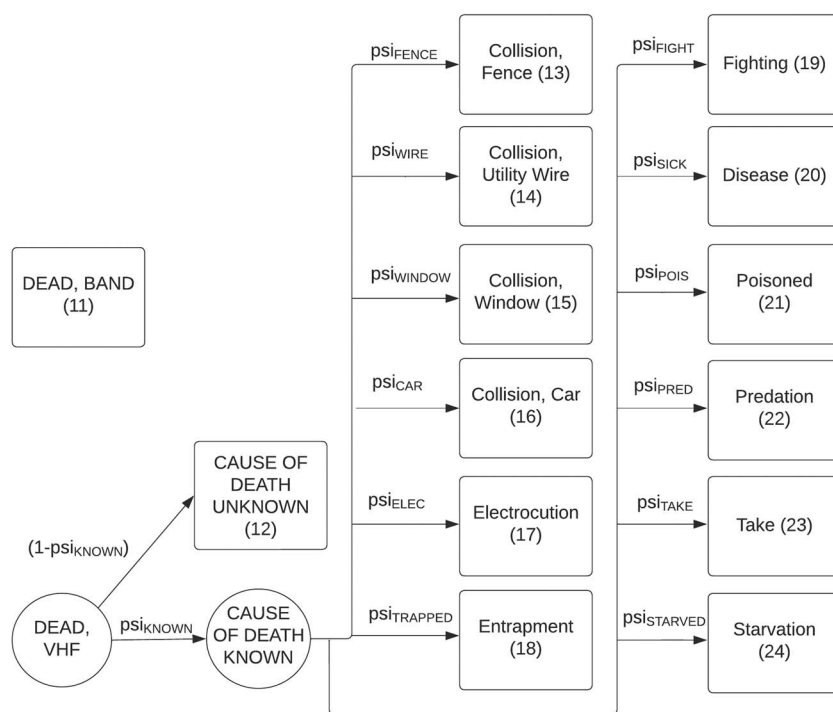 DEAD, BAND
(11)
CAUSE OF
DEATH
UNKNOWN
(12)
(1-psiKNOWN)
DEAD,
VHF
psiKNOWN
CAUSE
OF DEATH
KNOWN
psiFENCE
Collision,
Fence (13)
psiWIRE
Collision,
Utility Wire
(14)
psiWINDOW
Collision,
Window (15)
psiCAR
Collision, Car
(16)
psiELEC
Electrocution
(17)
psiTRAPPED
Entrapment
(18)
psiFIGHT
Fighting (19)
psiSICK
Disease (20)
psiPOIS
Poisoned
(21)
psiPRED
Predation
(22)
psiTAKE
Take (23)
psiSTARVED
Starvation
(24)